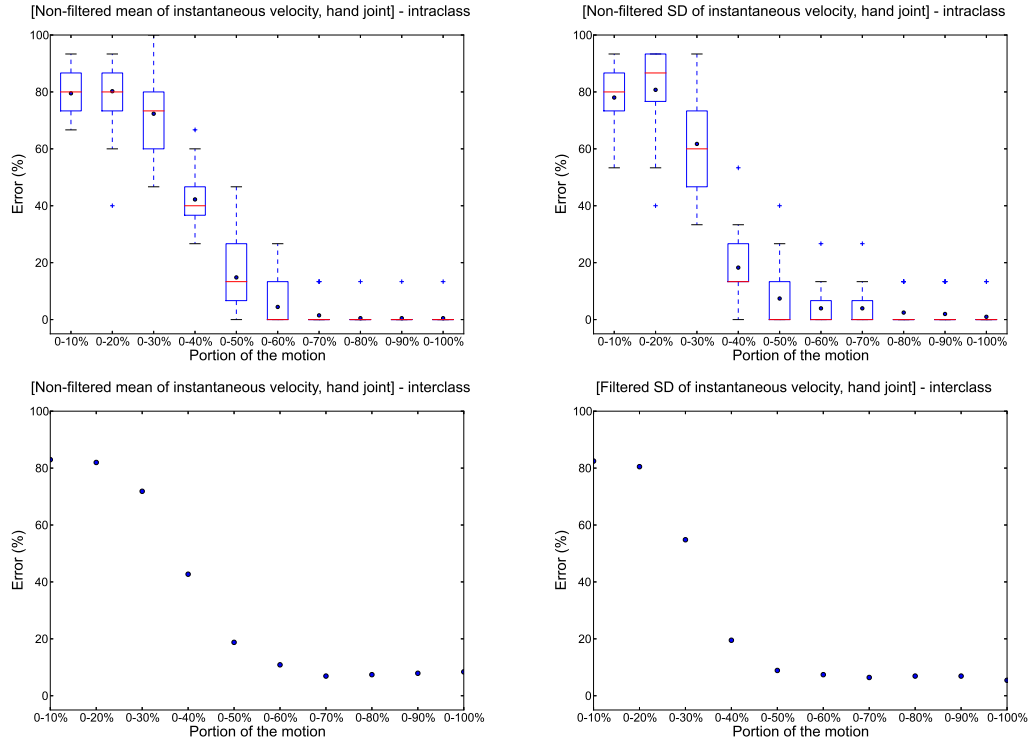 [Non-filtered mean of instantaneous velocity, hand joint] - intraclass
100
80
60
40
20
0
Error (%)
0-10% 0-20% 0-30% 0-40% 0-50% 0-60% 0-70% 0-80% 0-90% 0-100%
Portion of the motion
[Non-filtered SD of instantaneous velocity, hand joint] - intraclass
100
80
60
40
20
0
Error (%)
0-10% 0-20% 0-30% 0-40% 0-50% 0-60% 0-70% 0-80% 0-90% 0-100%
Portion of the motion
[Non-filtered mean of instantaneous velocity, hand joint] - interclass
100
80
60
40
20
0
Error (%)
0-10% 0-20% 0-30% 0-40% 0-50% 0-60% 0-70% 0-80% 0-90% 0-100%
Portion of the motion
[Filtered SD of instantaneous velocity, hand joint] - interclass
100
80
60
40
20
0
Error (%)
0-10% 0-20% 0-30% 0-40% 0-50% 0-60% 0-70% 0-80% 0-90% 0-100%
Portion of the motion